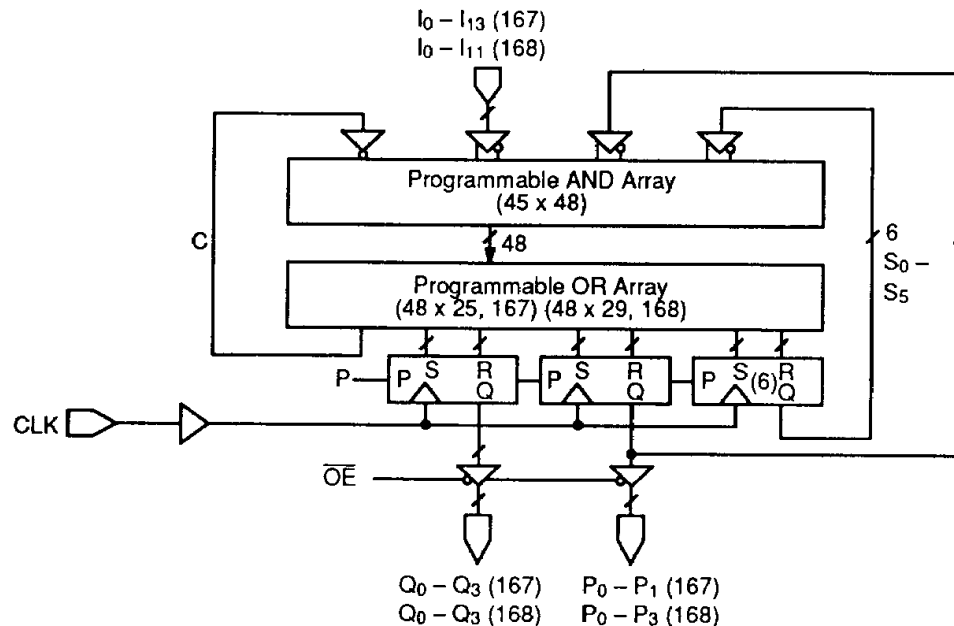 I₀ – I₁₃ (167)
I₀ – I₁₁ (168)
Programmable AND Array
(45 x 48)
C
48
6
S₀ –
S₅
Programmable OR Array
(48 x 25, 167) (48 x 29, 168)
P
P S R Q
P S R Q
P S (6) R Q
CLK
O̅E̅
Q₀ – Q₃ (167)
Q₀ – Q₃ (168)
P₀ – P₁ (167)
P₀ – P₃ (168)